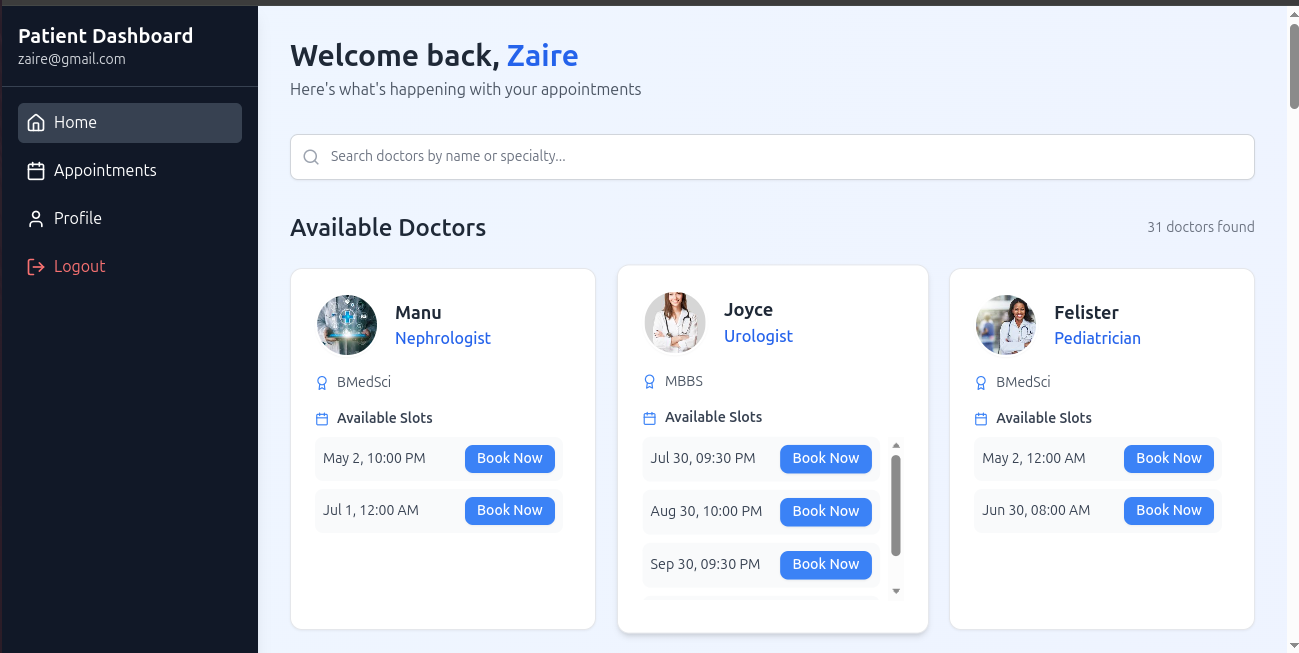 Patient Dashboard
zaire@gmail.com
Home
Appointments
Profile
Logout
Welcome back, Zaire
Here's what's happening with your appointments
Search doctors by name or specialty...
Available Doctors
31 doctors found
Manu
Nephrologist
BMedSci
Available Slots
May 2, 10:00 PM Book Now
Jul 1, 12:00 AM Book Now
Joyce
Urologist
MBBS
Available Slots
Jul 30, 09:30 PM Book Now
Aug 30, 10:00 PM Book Now
Sep 30, 09:30 PM Book Now
Felister
Pediatrician
BMedSci
Available Slots
May 2, 12:00 AM Book Now
Jun 30, 08:00 AM Book Now